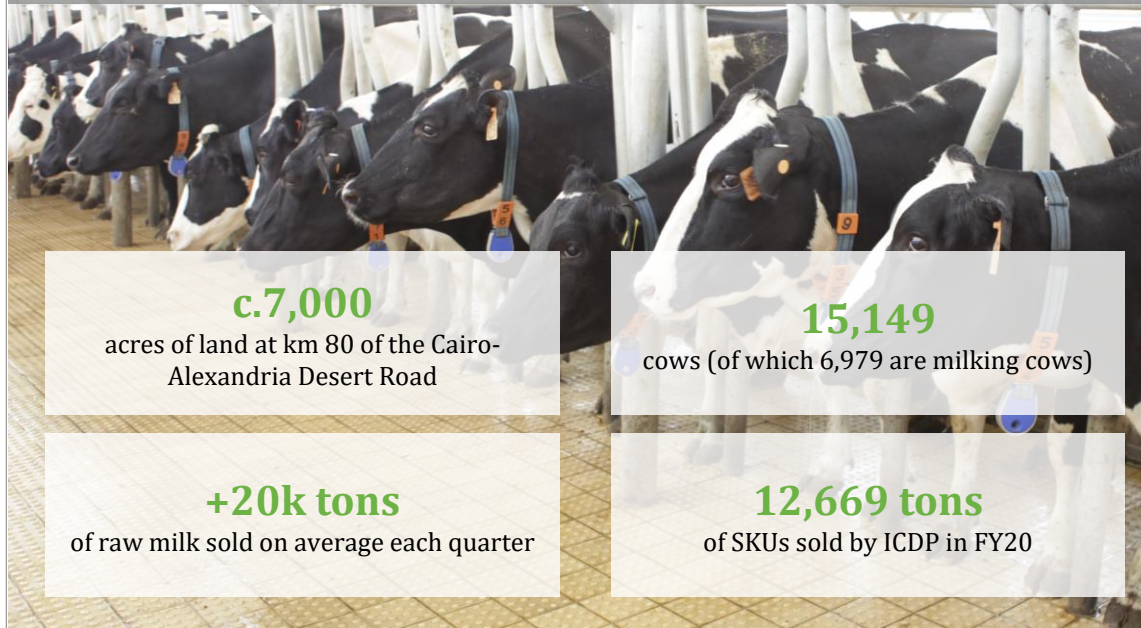 c.7,000
acres of land at km 80 of the Cairo-
Alexandria Desert Road
15,149
cows (of which 6,979 are milking cows)
+20k tons
of raw milk sold on average each quarter
12,669 tons
of SKUs sold by ICDP in FY20
9
5